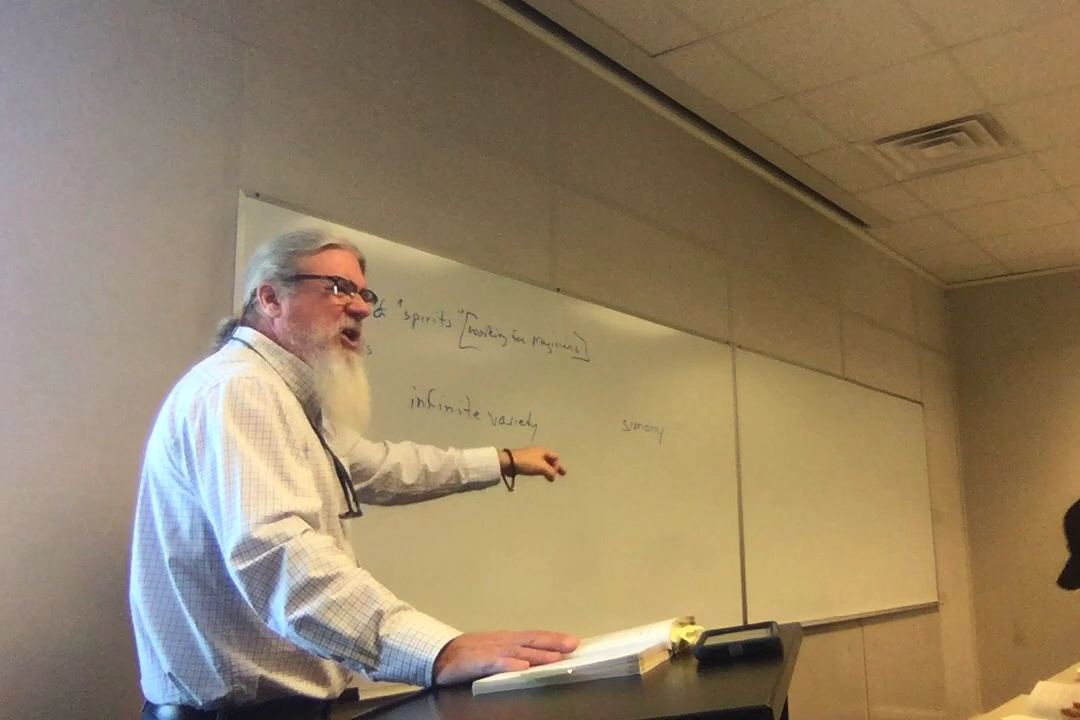 & "spirits" [working for magicians]
s
infinite variety
simony